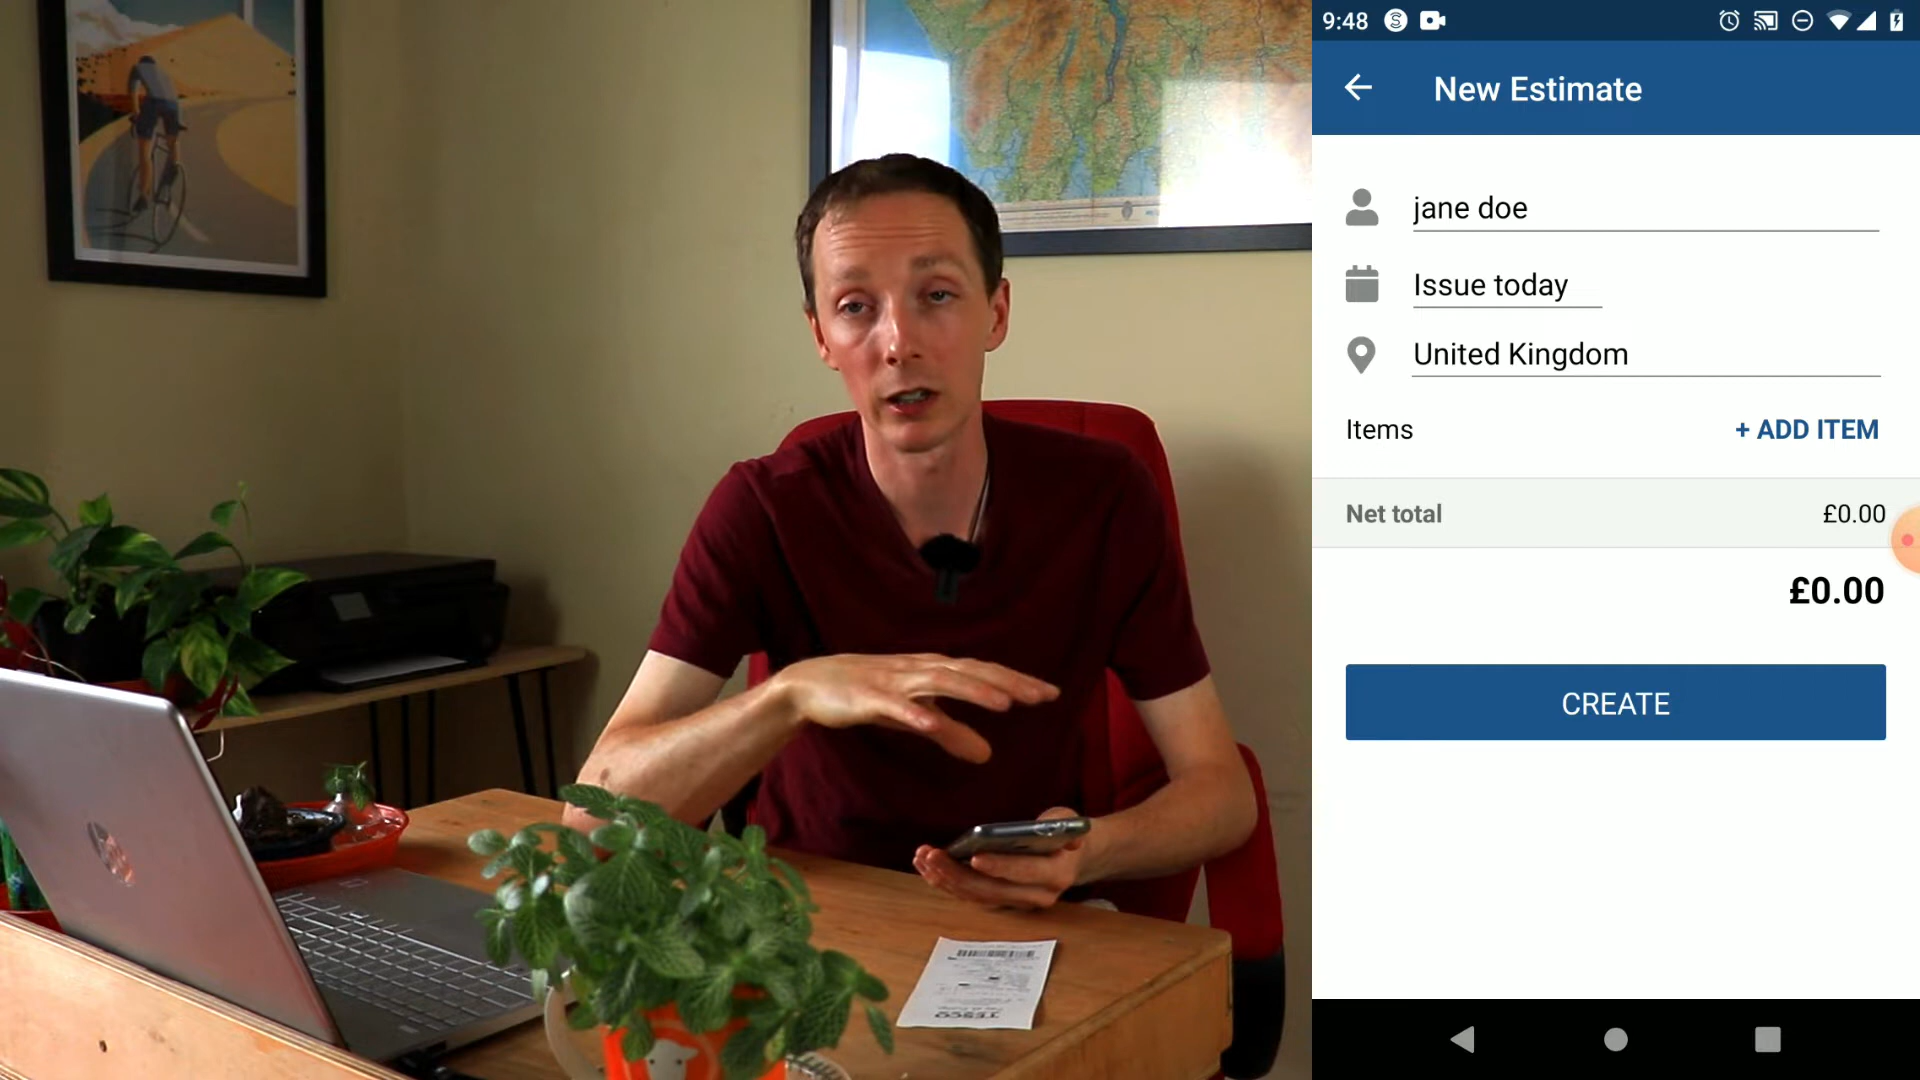 9:48
New Estimate
jane doe
Issue today
United Kingdom
Items
+ ADD ITEM
Net total
£0.00
£0.00
CREATE
TESCO